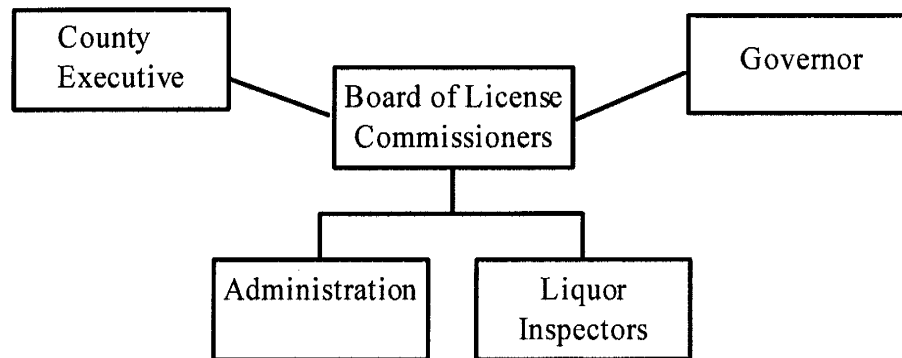 County
Executive
Governor
Board of License
Commissioners
Administration
Liquor
Inspectors